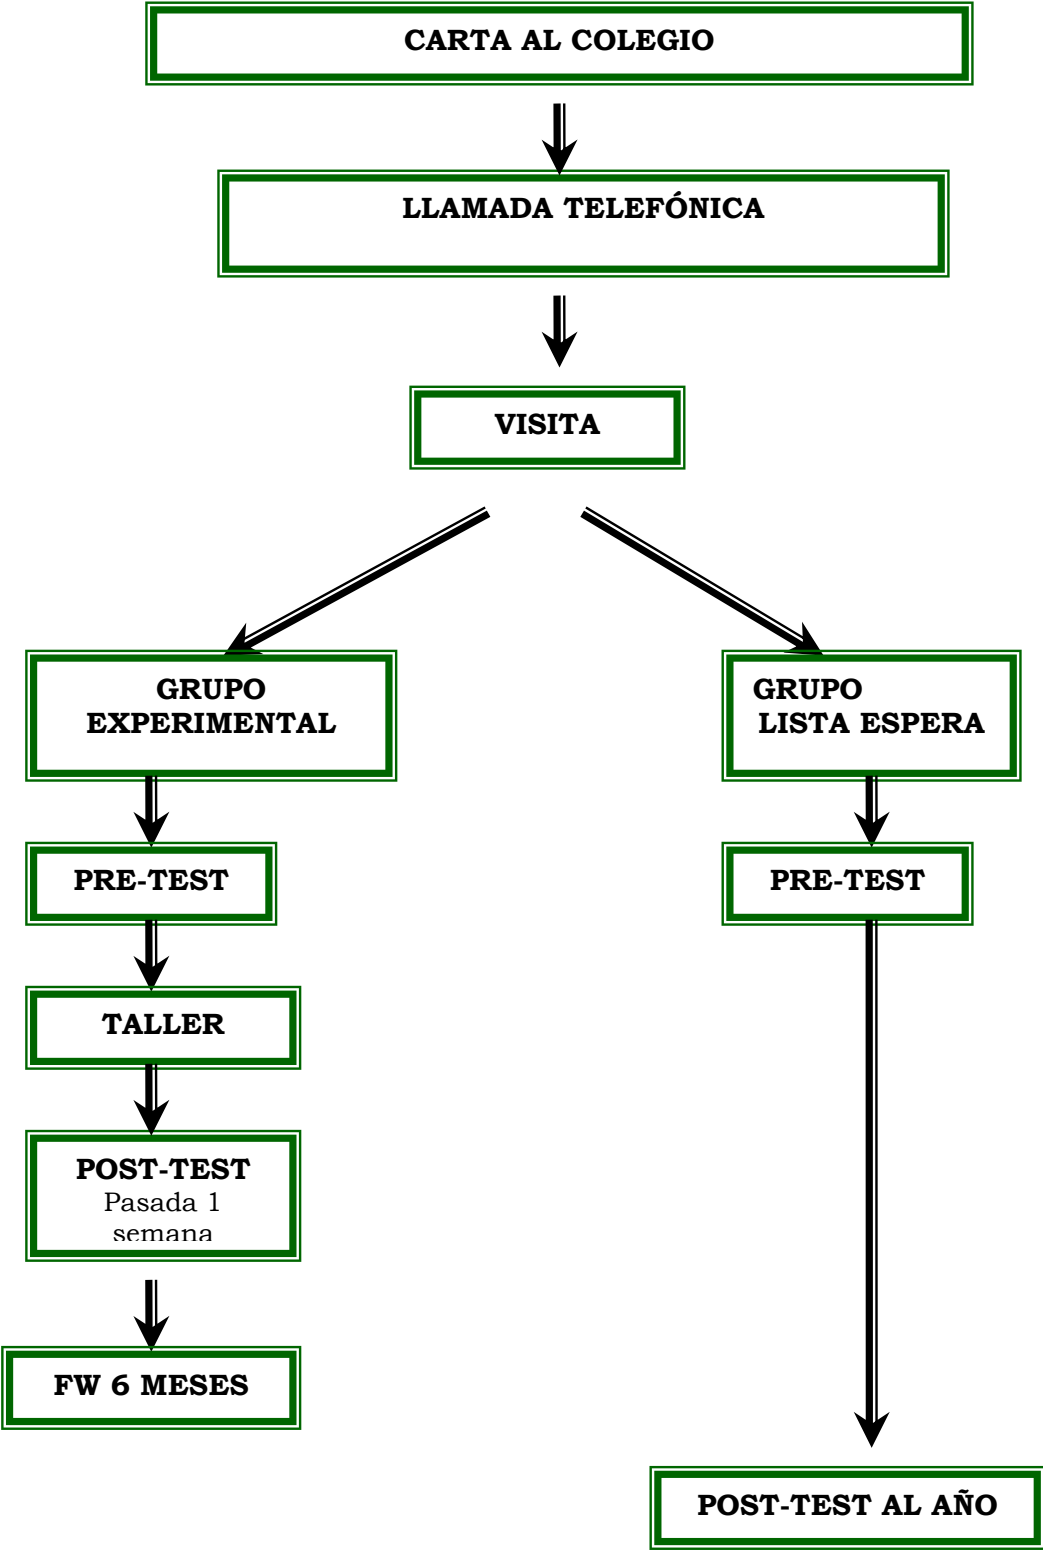 CARTA AL COLEGIO
LLAMADA TELEFÓNICA
VISITA
GRUPO
EXPERIMENTAL
GRUPO
LISTA ESPERA
PRE-TEST
PRE-TEST
TALLER
POST-TEST
Pasada 1
semana
FW 6 MESES
POST-TEST AL AÑO